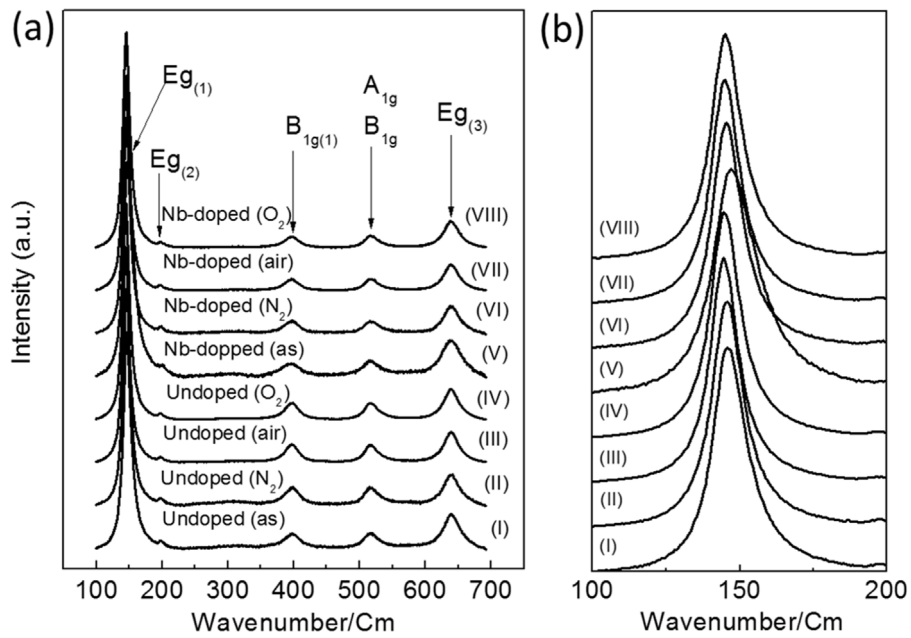 (a)
Eg(1)
A1g
B1g(1)
B1g
Eg(3)
Eg(2)
Nb-doped (O2)
(VIII)
Nb-doped (air)
(VII)
Nb-doped (N2)
(VI)
Nb-dopped (as)
(V)
Undoped (O2)
(IV)
Undoped (air)
(III)
Undoped (N2)
(II)
Undoped (as)
(I)
Intensity (a.u.)
100 200 300 400 500 600 700
Wavenumber/Cm
(b)
(VIII)
(VII)
(VI)
(V)
(IV)
(III)
(II)
(I)
100 150 200
Wavenumber/Cm